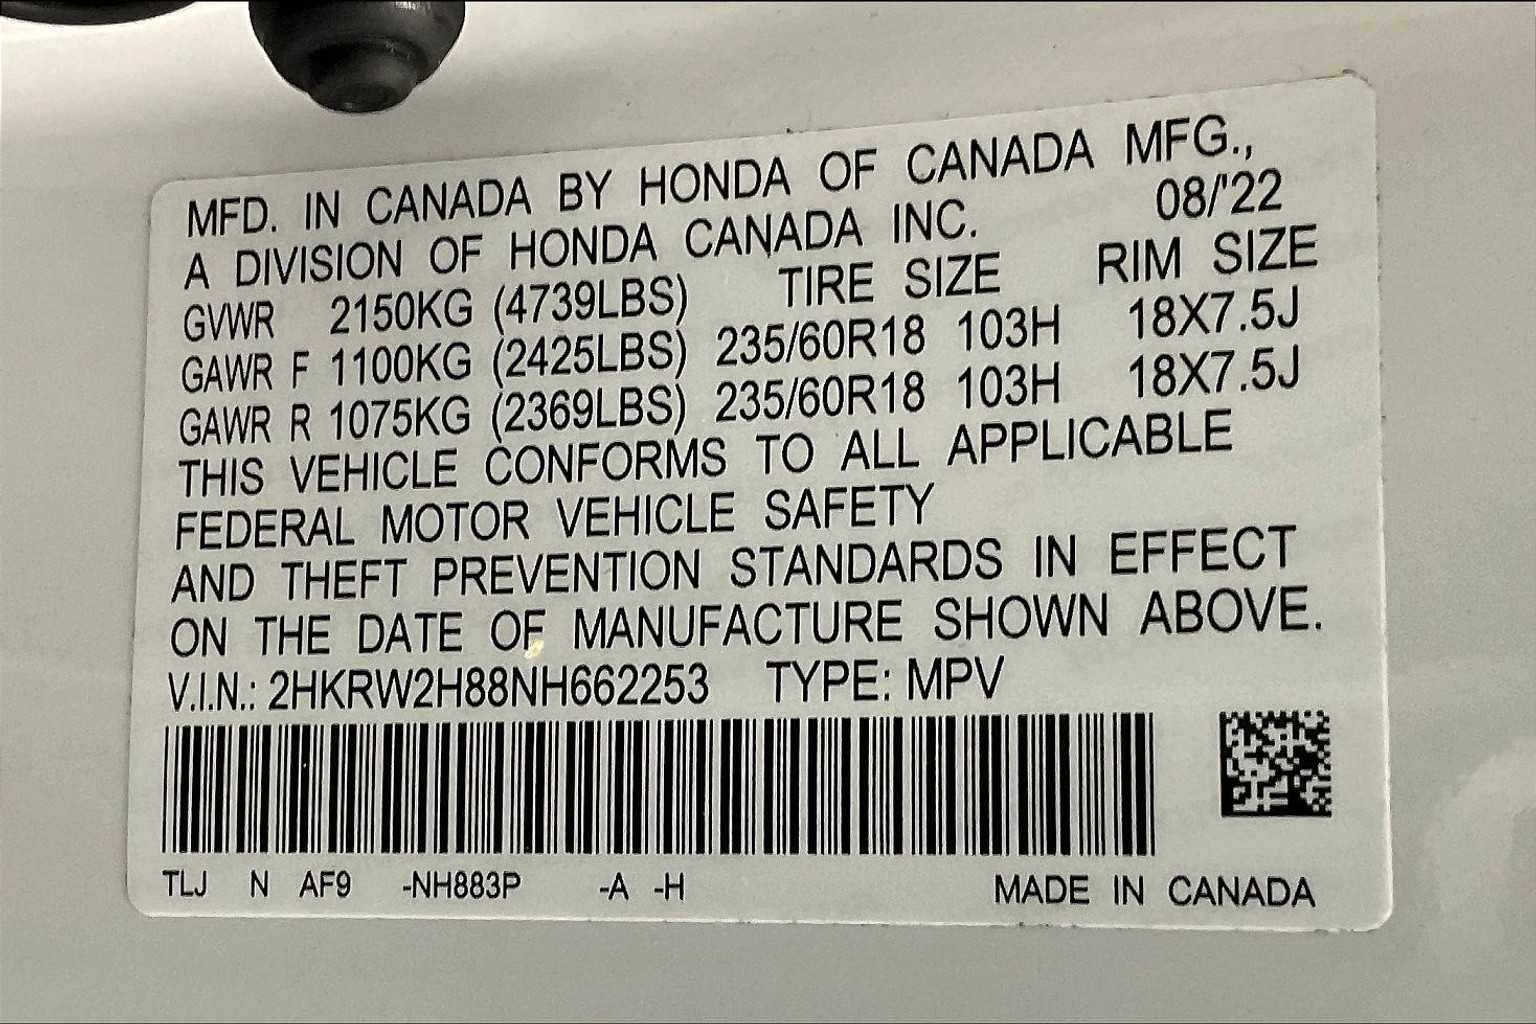 MFD. IN CANADA BY HONDA OF CANADA MFG.,
A DIVISION OF HONDA CANADA INC. 08/'22
GVWR 2150KG (4739LBS) TIRE SIZE RIM SIZE
GAWR F 1100KG (2425LBS) 235/60R18 103H 18X7.5J
GAWR R 1075KG (2369LBS) 235/60R18 103H 18X7.5J
THIS VEHICLE CONFORMS TO ALL APPLICABLE
FEDERAL MOTOR VEHICLE SAFETY
AND THEFT PREVENTION STANDARDS IN EFFECT
ON THE DATE OF MANUFACTURE SHOWN ABOVE.
V.I.N.: 2HKRW2H88NH662253 TYPE: MPV
TLJ N AF9 -NH883P -A -H MADE IN CANADA